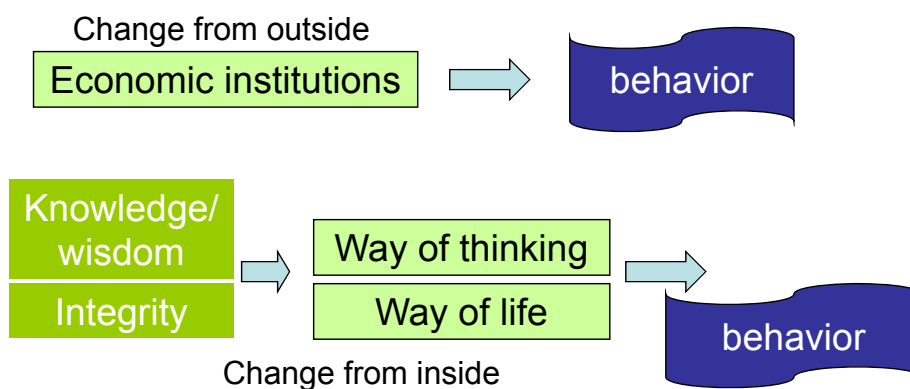 Change from outside
Economic institutions
behavior
Knowledge/
wisdom
Integrity
Way of thinking
Way of life
behavior
Change from inside